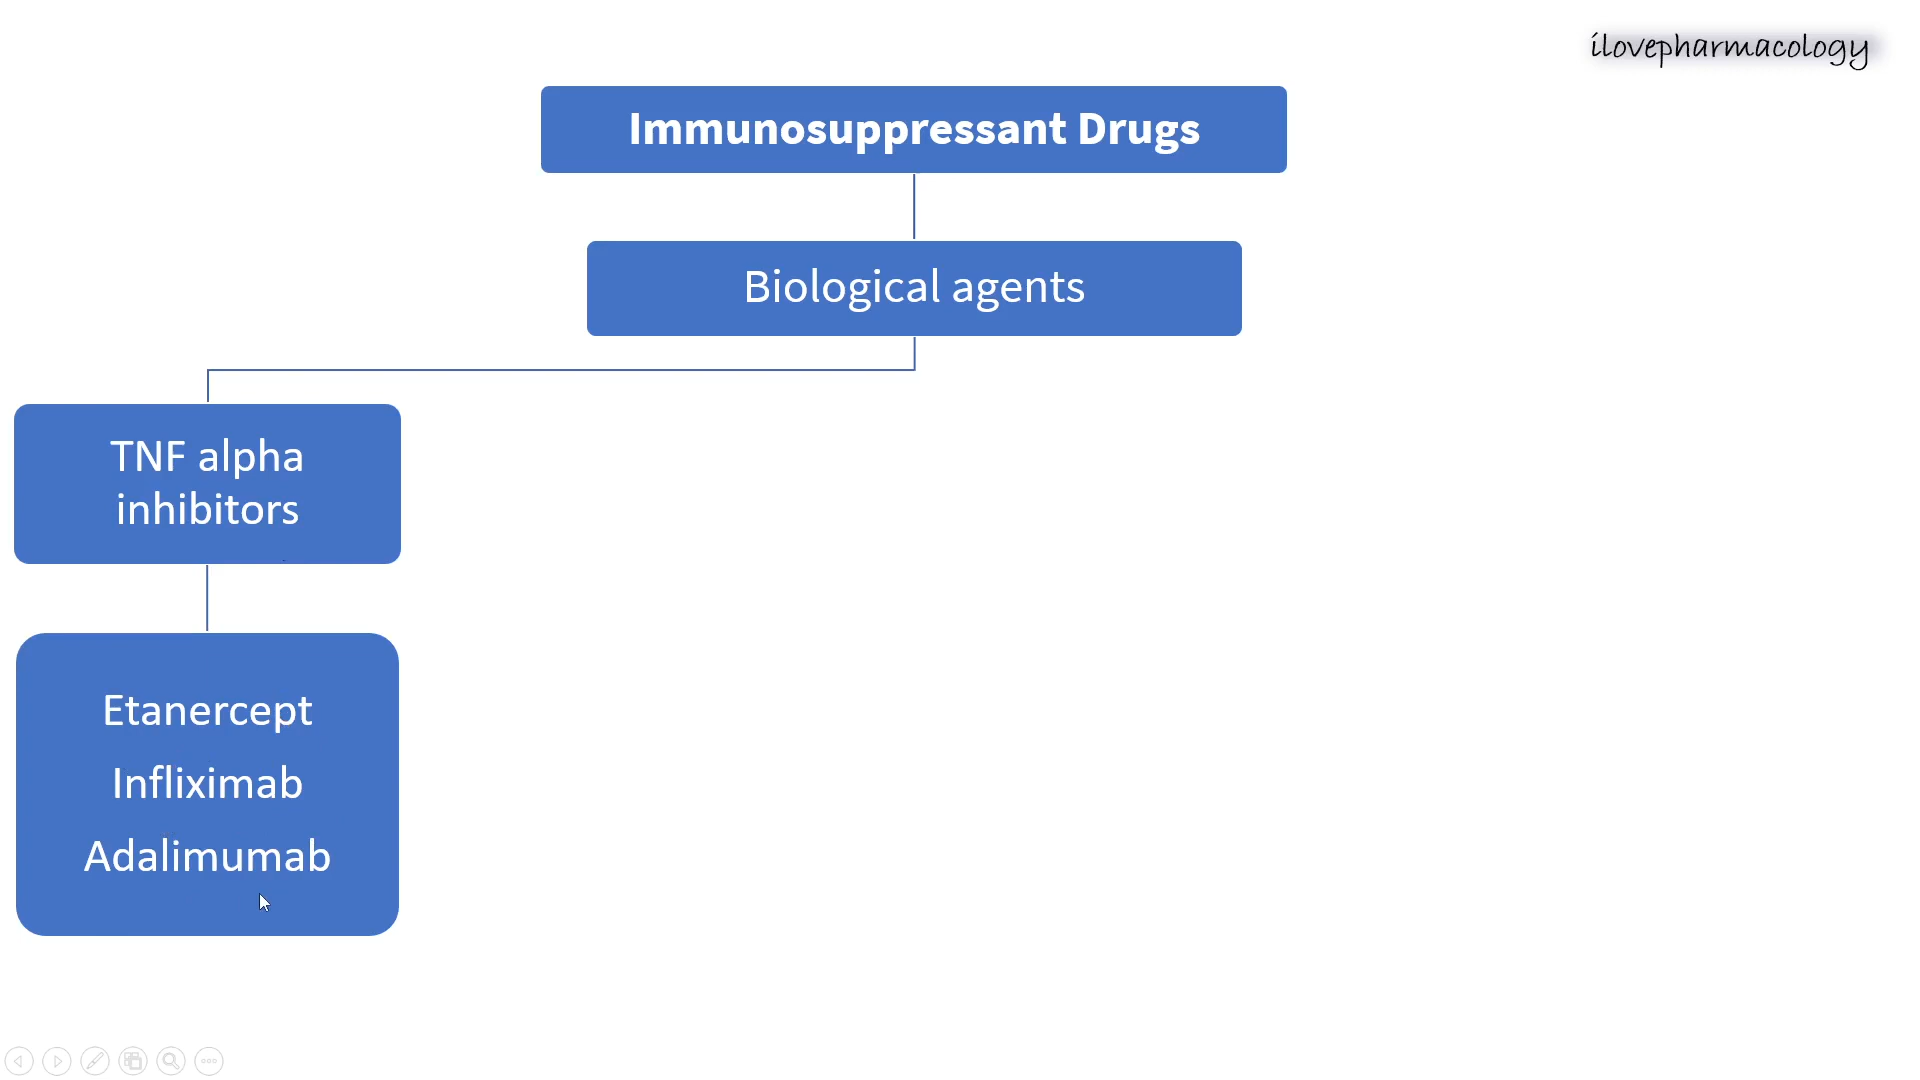 ilovepharmacology
Immunosuppressant Drugs
Biological agents
TNF alpha
inhibitors
Etanercept
Infliximab
Adalimumab